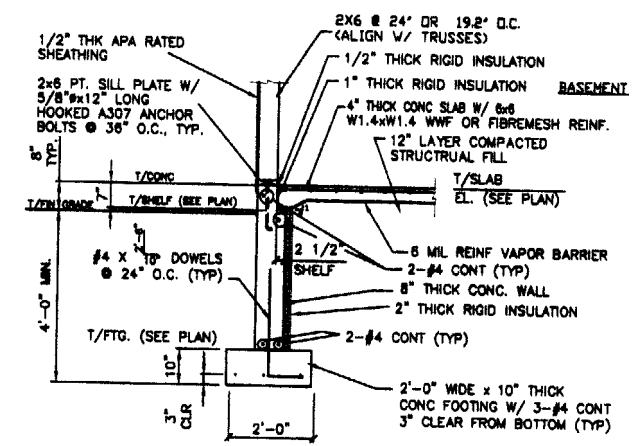 2X6 @ 24" OR 19.2" O.C.
(ALIGN W/ TRUSSES)
1/2" THK APA RATED
SHEATHING
1/2" THICK RIGID INSULATION
1" THICK RIGID INSULATION
BASEMENT
2x6 PT. SILL PLATE W/
5/8"øx12" LONG
HOOKED A307 ANCHOR
BOLTS @ 36" O.C., TYP.
4" THICK CONC SLAB W/ 6x6
W1.4xW1.4 WWF OR FIBREMESH REINF.
12" LAYER COMPACTED
STRUCTRUAL FILL
8"
TYP.
T/CONC
T/SLAB
EL. (SEE PLAN)
7"
T/SHELF (SEE PLAN)
T/FIN GRADE
#4 X 18" DOWELS
@ 24" O.C. (TYP)
2 1/2"
SHELF
6 MIL REINF VAPOR BARRIER
2-#4 CONT (TYP)
8" THICK CONC. WALL
2" THICK RIGID INSULATION
4'-0" MIN.
T/FTG. (SEE PLAN)
2-#4 CONT (TYP)
10"
3"
CLR
2'-0"
2'-0" WIDE x 10" THICK
CONC FOOTING W/ 3-#4 CONT
3" CLEAR FROM BOTTOM (TYP)